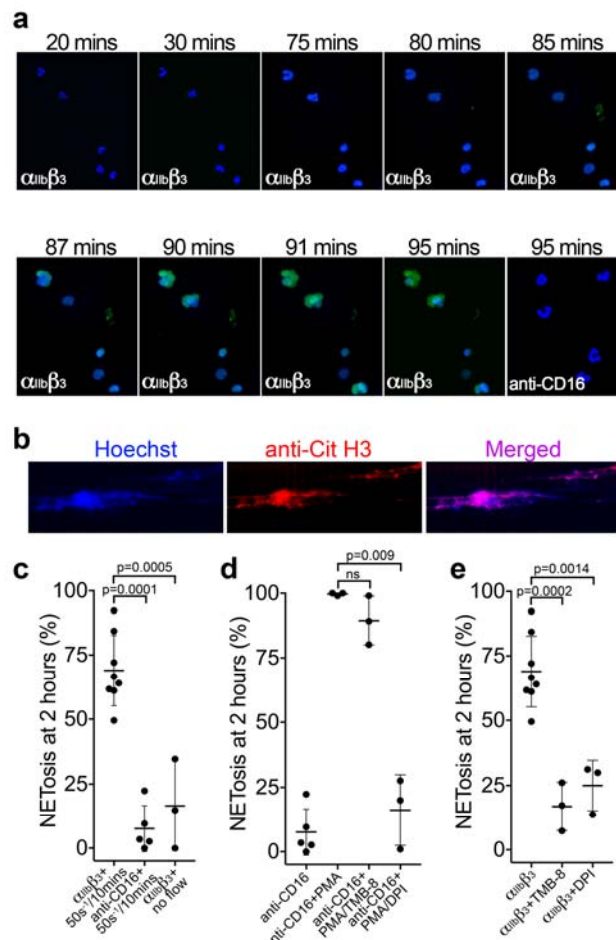 a
20 mins 30 mins 75 mins 80 mins 85 mins
αIIbβ3 αIIbβ3 αIIbβ3 αIIbβ3 αIIbβ3
87 mins 90 mins 91 mins 95 mins 95 mins
αIIbβ3 αIIbβ3 αIIbβ3 αIIbβ3 anti-CD16
b
Hoechst anti-Cit H3 Merged
c
p=0.0005
p=0.0001
NETosis at 2 hours (%)
100
75
50
25
0
αIIbβ3+
50s⁻¹/10mins
anti-CD16+
50s⁻¹/10mins
αIIbβ3+
no flow
d
p=0.009
ns
NETosis at 2 hours (%)
100
75
50
25
0
anti-CD16
anti-CD16+PMA
anti-CD16+
PMA/TMB-8
anti-CD16+
PMA/DPI
e
p=0.0014
p=0.0002
NETosis at 2 hours (%)
100
75
50
25
0
αIIbβ3
αIIbβ3+TMB-8
αIIbβ3+DPI